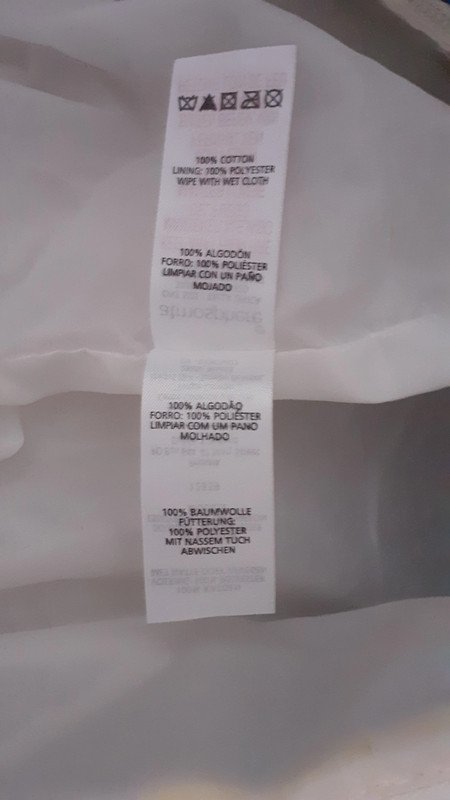 100% COTTON
LINING: 100% POLYESTER
WIPE WITH WET CLOTH
100% ALGODÓN
FORRO: 100% POLIÉSTER
LIMPIAR CON UN PAÑO
MOJADO
atmosphere
100% ALGODÃO
FORRO: 100% POLIÉSTER
LIMPIAR COM UM PANO
MOLHADO
100% BAUMWOLLE
FÜTTERUNG:
100% POLYESTER
MIT NASSEM TUCH
ABWISCHEN